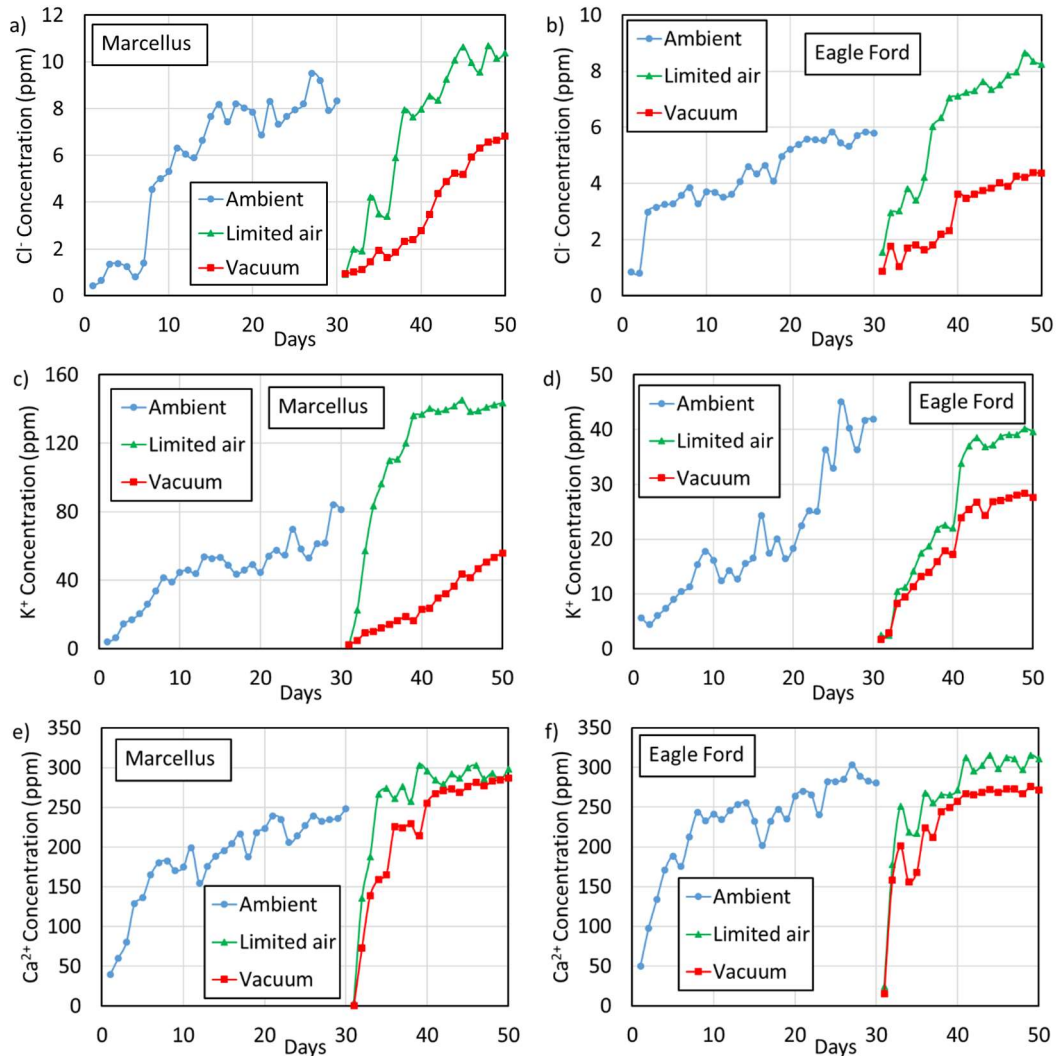 a)
Marcellus
Cl⁻ Concentration (ppm)
12
10
8
6
4
2
0
Ambient
Limited air
Vacuum
0 10 20 30 40 50
Days
b)
Eagle Ford
Cl⁻ Concentration (ppm)
10
8
6
4
2
0
Ambient
Limited air
Vacuum
0 10 20 30 40 50
Days
c)
Marcellus
K⁺ Concentration (ppm)
160
120
80
40
0
Ambient
Limited air
Vacuum
0 10 20 30 40 50
Days
d)
Eagle Ford
K⁺ Concentration (ppm)
50
40
30
20
10
0
Ambient
Limited air
Vacuum
0 10 20 30 40 50
Days
e)
Marcellus
Ca²⁺ Concentration (ppm)
350
300
250
200
150
100
50
0
Ambient
Limited air
Vacuum
0 10 20 30 40 50
Days
f)
Eagle Ford
Ca²⁺ Concentration (ppm)
350
300
250
200
150
100
50
0
Ambient
Limited air
Vacuum
0 10 20 30 40 50
Days